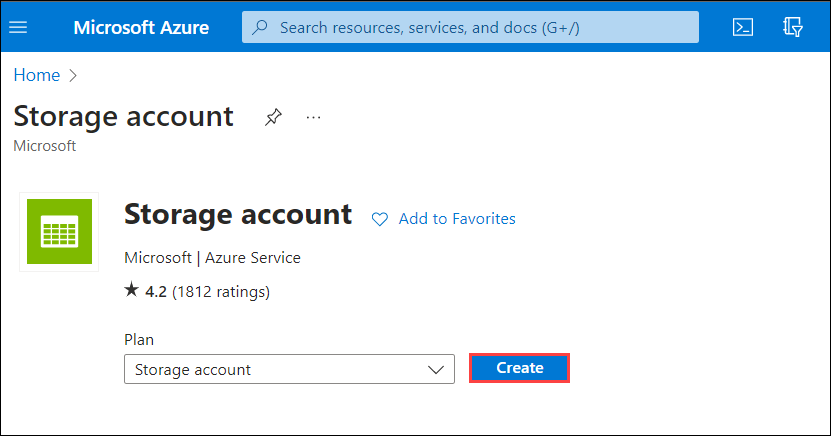 Microsoft Azure
Search resources, services, and docs (G+/)
Home
Storage account
Microsoft
Storage account
Add to Favorites
Microsoft | Azure Service
4.2 (1812 ratings)
Plan
Storage account
Create